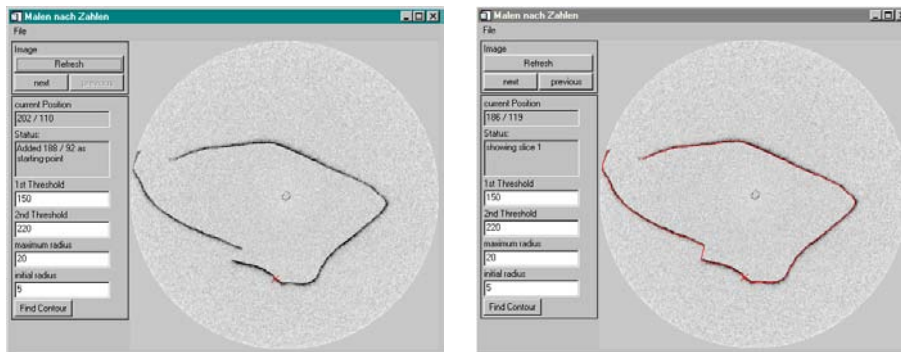 Malen nach Zahlen
File
Image
Refresh
next previous
current Position
202 / 110
Status:
Added 188 / 92 as
starting-point
1st Threshold
150
2nd Threshold
220
maximum radius
20
initial radius
5
Find Contour
Malen nach Zahlen
File
Image
Refresh
next previous
current Position
186 / 119
Status:
showing slice 1
1st Threshold
150
2nd Threshold
220
maximum radius
20
initial radius
5
Find Contour